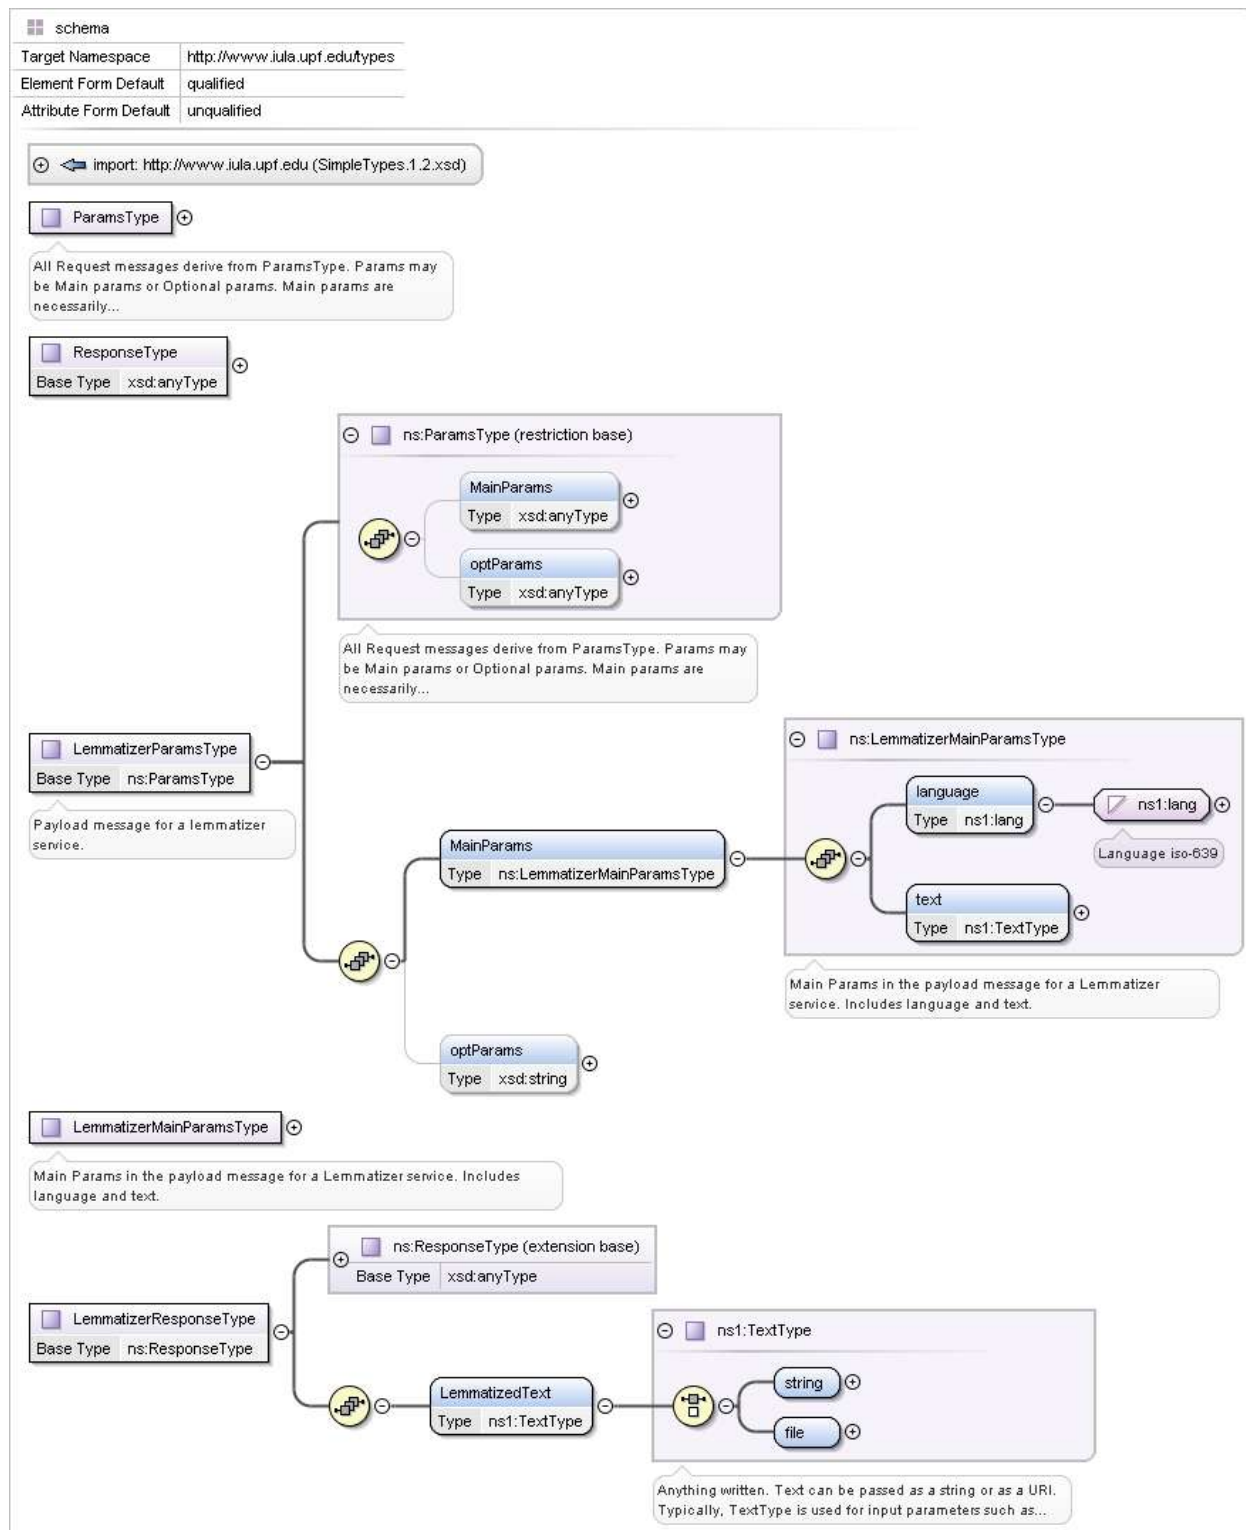 schema
Target Namespace http://www.iula.upf.edu/types
Element Form Default qualified
Attribute Form Default unqualified
import: http://www.iula.upf.edu (SimpleTypes.1.2.xsd)
ParamsType
All Request messages derive from ParamsType. Params may
be Main params or Optional params. Main params are
necessarily...
ResponseType
Base Type xsd:anyType
ns:ParamsType (restriction base)
MainParams
Type xsd:anyType
optParams
Type xsd:anyType
All Request messages derive from ParamsType. Params may
be Main params or Optional params. Main params are
necessarily...
LemmatizerParamsType
Base Type ns:ParamsType
Payload message for a lemmatizer
service.
MainParams
Type ns:LemmatizerMainParamsType
ns:LemmatizerMainParamsType
language
Type ns1:lang
ns1:lang
Language iso-639
text
Type ns1:TextType
Main Params in the payload message for a Lemmatizer
service. Includes language and text.
optParams
Type xsd:string
LemmatizerMainParamsType
Main Params in the payload message for a Lemmatizer service. Includes
language and text.
ns:ResponseType (extension base)
Base Type xsd:anyType
LemmatizerResponseType
Base Type ns:ResponseType
LemmatizedText
Type ns1:TextType
ns1:TextType
string
file
Anything written. Text can be passed as a string or as a URI.
Typically, TextType is used for input parameters such as...